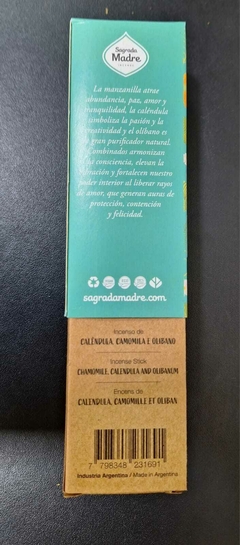 Sagrada
Madre
La manzanilla atrae
abundancia, paz, amor y
tranquilidad, la caléndula
simboliza la pasión y la
creatividad y el olíbano es
gran purificador natural.
Combinados armonizan
la consciencia, elevan la
y fortalecen nuestro
poder interior al liberar rayos
de amor, que generan auras de
protección, contención
y felicidad.
sagradamadre.com
Incienso de
CALÉNDULA, CAMOMILA E OLÍBANO
Incense Stick
CHAMOMILE, CALENDULA AND OLIBANUM
Encens de
CALENDULA, CAMOMILLE ET OLIBAN
7 798348 231691
Industria Argentina / Made in Argentina